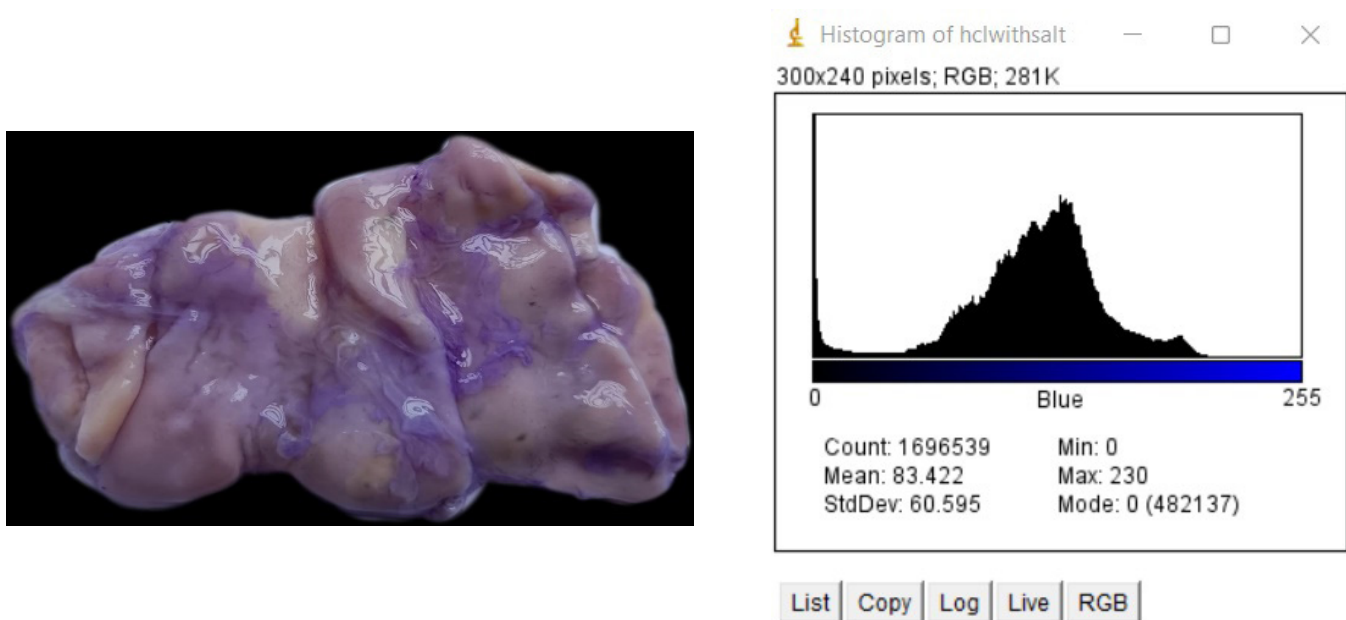 Histogram of hclwithsalt
300x240 pixels; RGB; 281K
0 Blue 255
Count: 1696539 Min: 0
Mean: 83.422 Max: 230
StdDev: 60.595 Mode: 0 (482137)
List Copy Log Live RGB